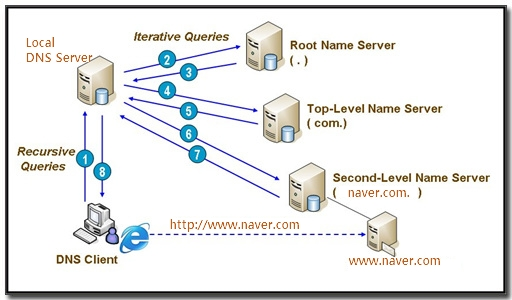 Local
DNS Server
Iterative Queries
2
3
4
5
6
7
Root Name Server
( . )
Top-Level Name Server
( com.)
Second-Level Name Server
( naver.com. )
Recursive
Queries
1
8
http://www.naver.com
DNS Client
www.naver.com